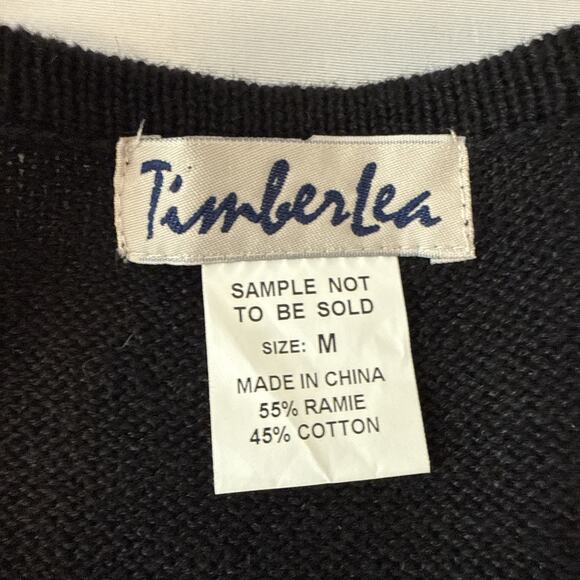 TimberLea
SAMPLE NOT
TO BE SOLD
SIZE: M
MADE IN CHINA
55% RAMIE
45% COTTON